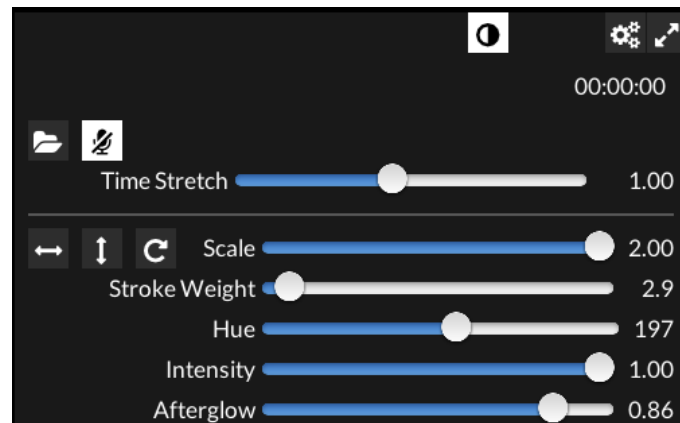 00:00:00
Time Stretch 1.00
Scale 2.00
Stroke Weight 2.9
Hue 197
Intensity 1.00
Afterglow 0.86